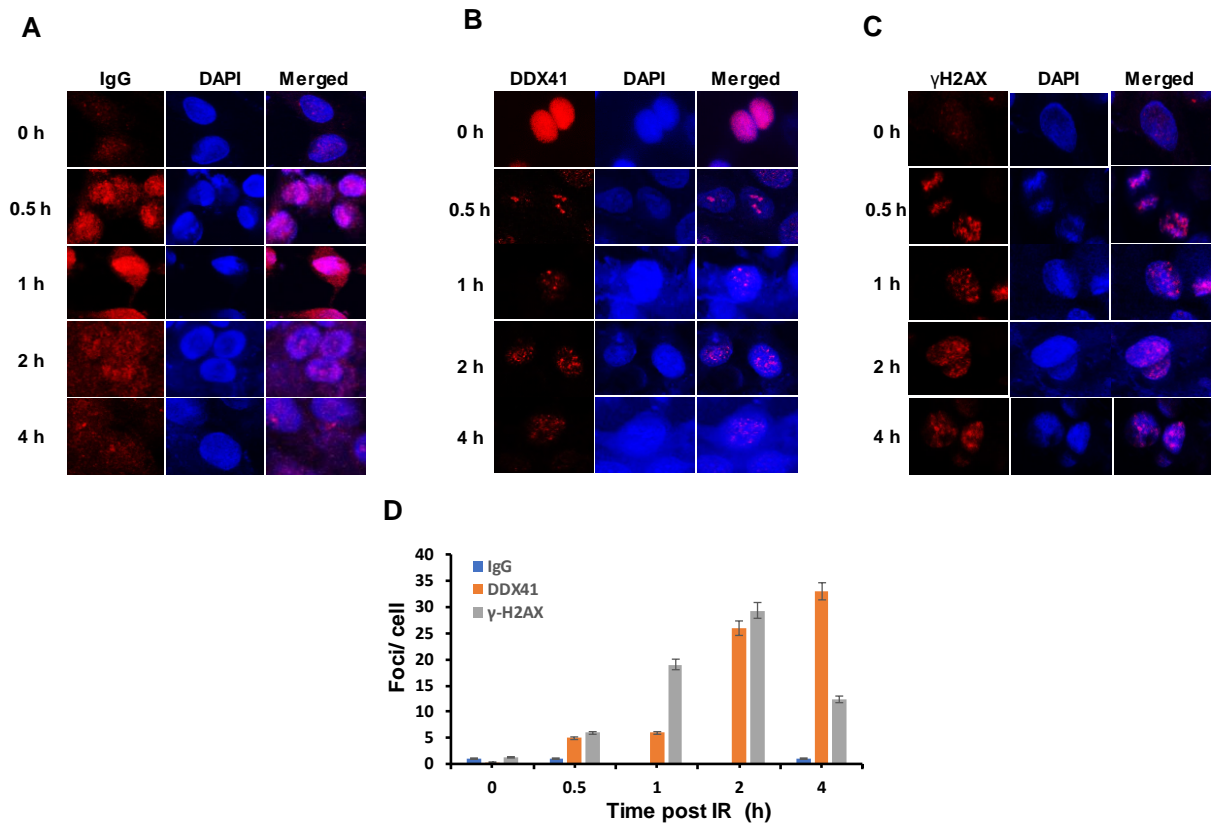 A
IgG DAPI Merged
0 h
0.5 h
1 h
2 h
4 h
B
DDX41 DAPI Merged
0 h
0.5 h
1 h
2 h
4 h
C
γH2AX DAPI Merged
0 h
0.5 h
1 h
2 h
4 h
D
Foci/ cell
40
35
30
25
20
15
10
5
0
IgG
DDX41
γ-H2AX
0 0.5 1 2 4
Time post IR (h)